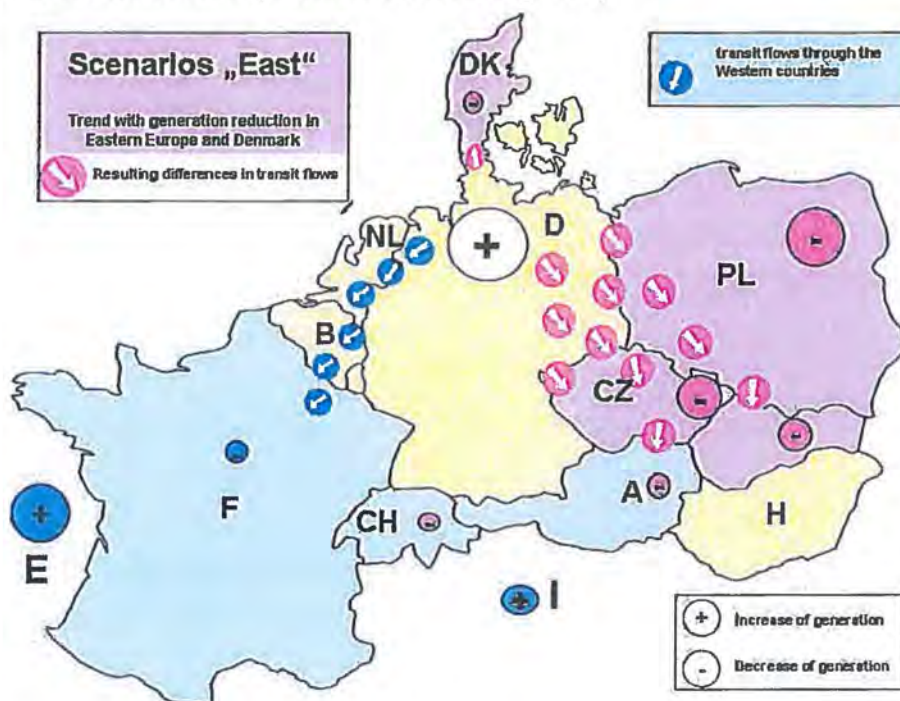 Scenarios „East“
Trend with generation reduction in
Eastern Europe and Denmark
Resulting differences in transit flows
transit flows through the
Western countries
DK
-
NL
+
D
-
PL
B
CZ
-
-
-
F
+
E
CH
-
A
-
H
+
I
+
Increase of generation
-
Decrease of generation